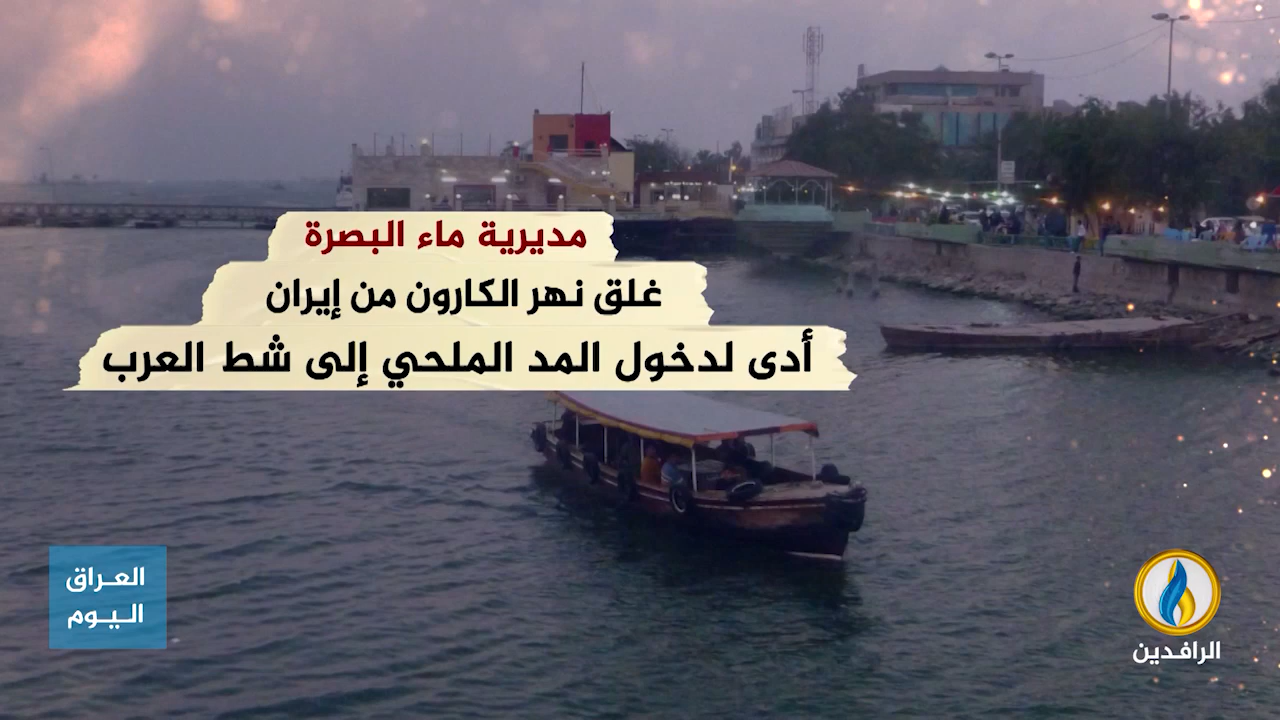 مديرية ماء البصرة
غلق نهر الكارون من إيران
أدى لدخول المد الملحي إلى شط العرب
العراق
اليوم
الرافدين